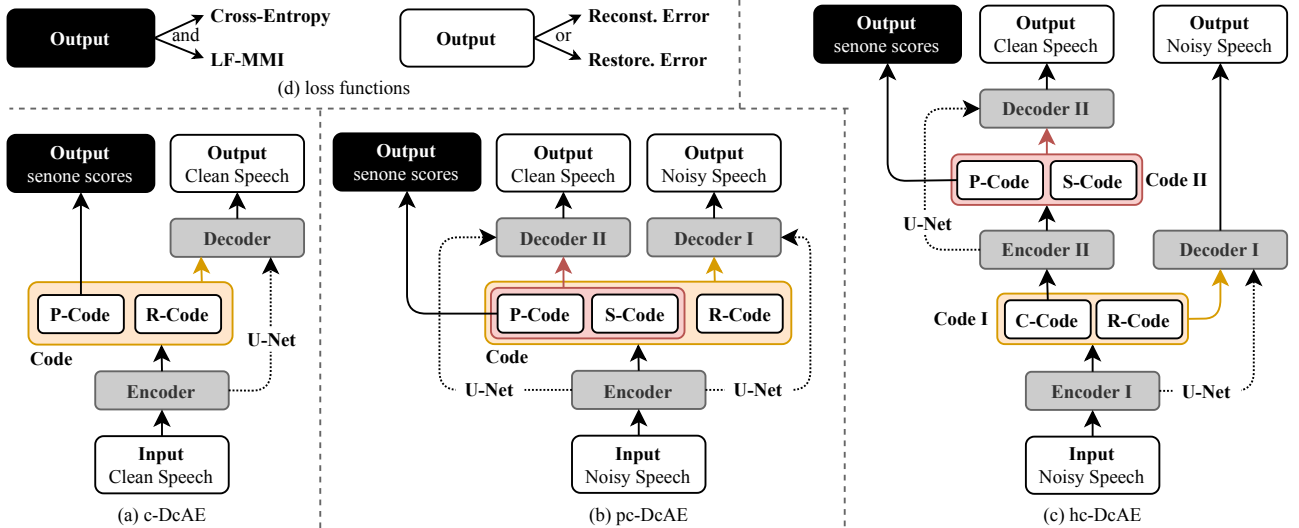 Output
Cross-Entropy
and
LF-MMI
Output
Reconst. Error
or
Restore. Error
(d) loss functions
Output
senone scores
Output
Clean Speech
Decoder
P-Code
R-Code
Code
U-Net
Encoder
Input
Clean Speech
(a) c-DcAE
Output
senone scores
Output
Clean Speech
Output
Noisy Speech
Decoder II
Decoder I
P-Code
S-Code
R-Code
Code
U-Net
Encoder
U-Net
Input
Noisy Speech
(b) pc-DcAE
Output
senone scores
Output
Clean Speech
Output
Noisy Speech
Decoder II
P-Code
S-Code
Code II
U-Net
Encoder II
Decoder I
Code I
C-Code
R-Code
Encoder I
U-Net
Input
Noisy Speech
(c) hc-DcAE